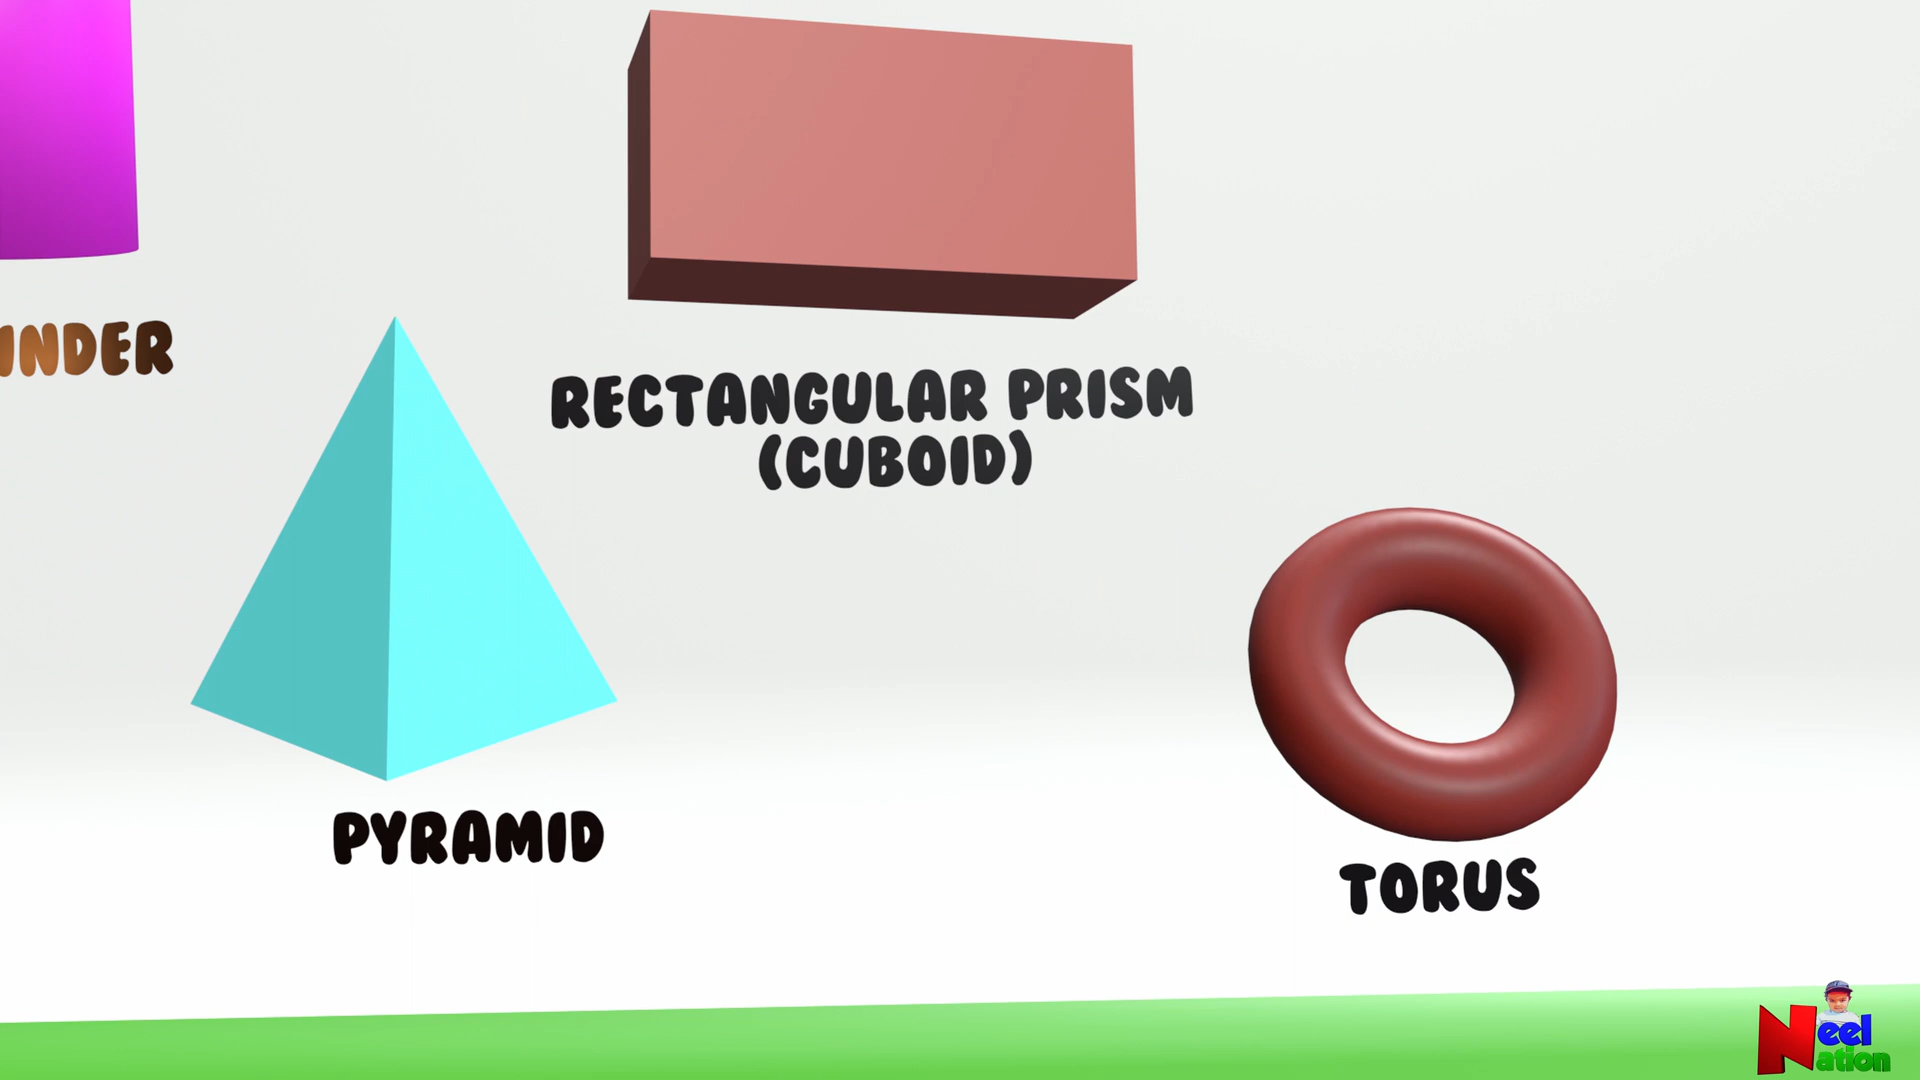 INDER
RECTANGULAR PRISM
(CUBOID)
PYRAMID
TORUS
Neel
Nation